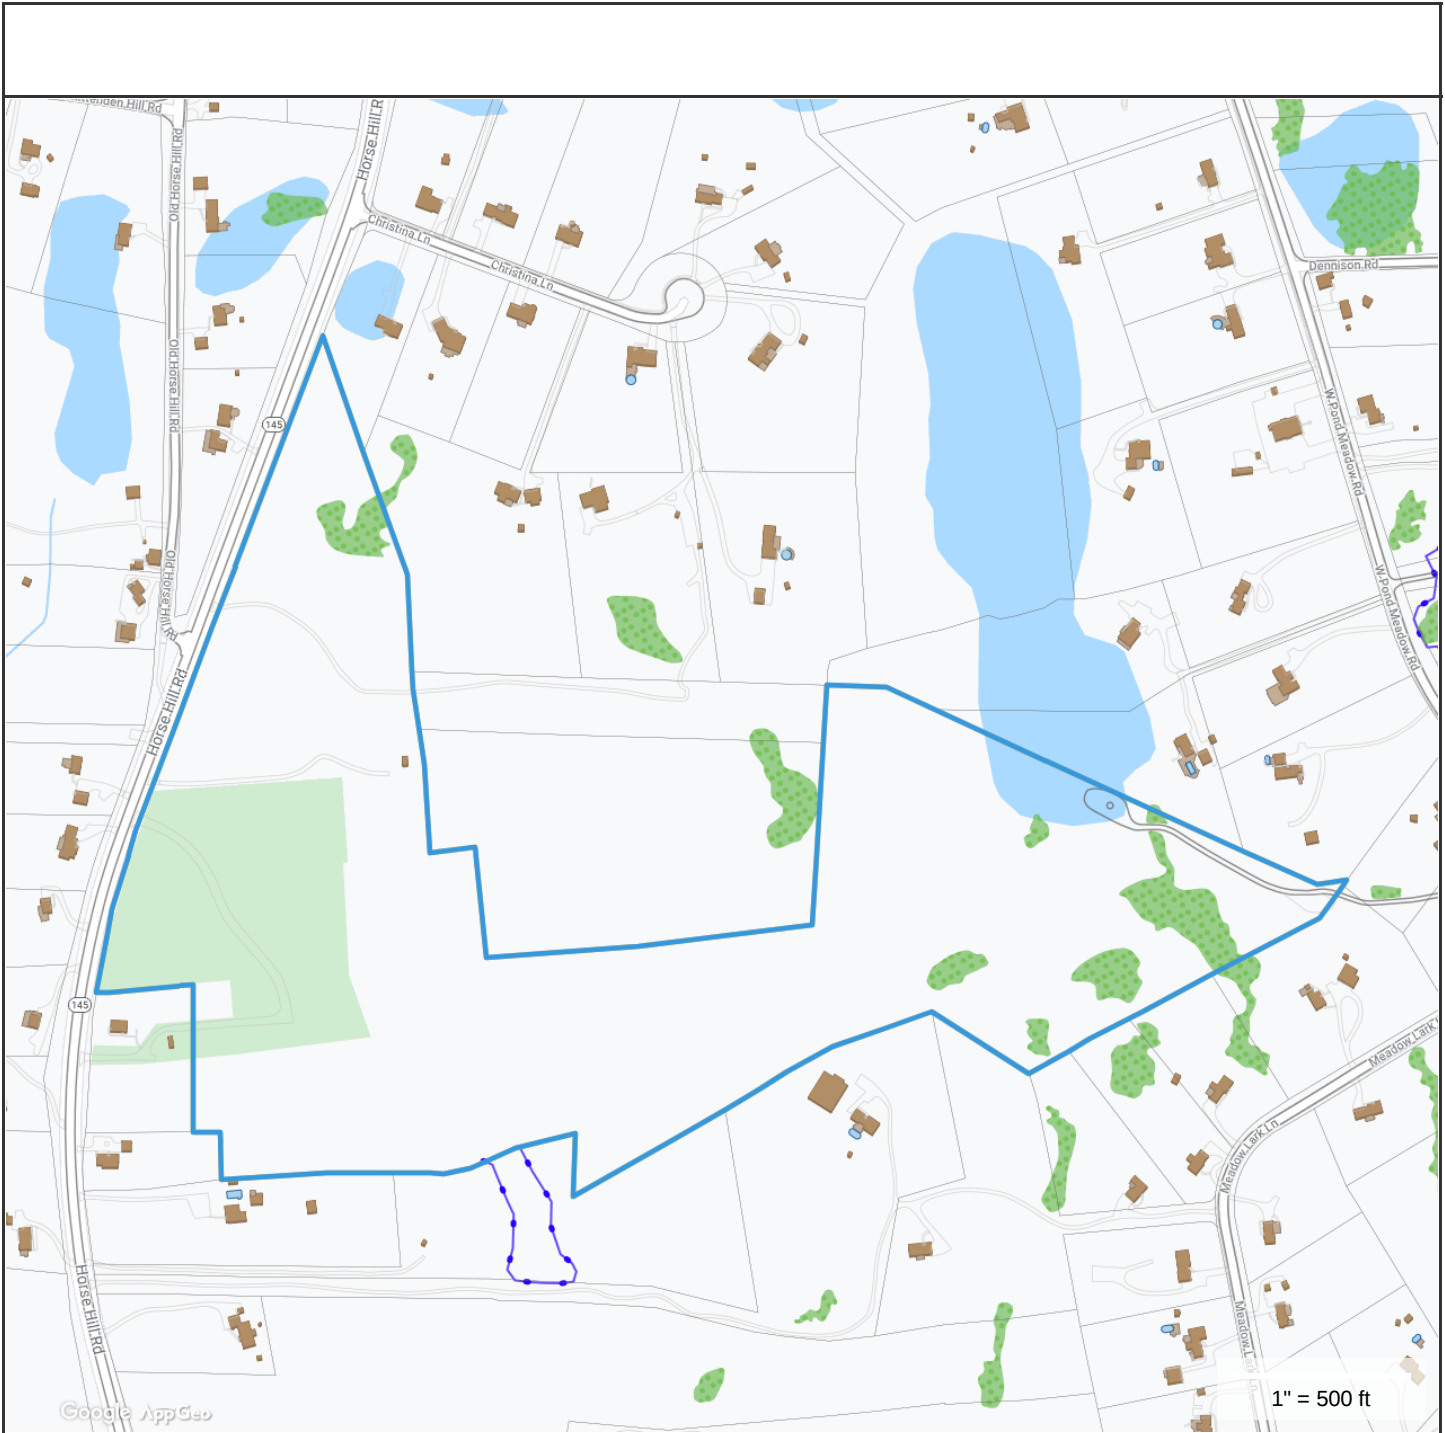 Horse Hill R
Old Horse Hill Rd
Christina Ln
Christina Ln
Dennison Rd
Old Horse Hill Rd
145
W Pond Meadow Rd
Old Horse Hill Rd
W Pond Meadow Rd
Horse Hill Rd
145
Meadow Lark
Meadow Lark Ln
Horse Hill Rd
Meadow Lark Ln
1" = 500 ft
Google AppGeo